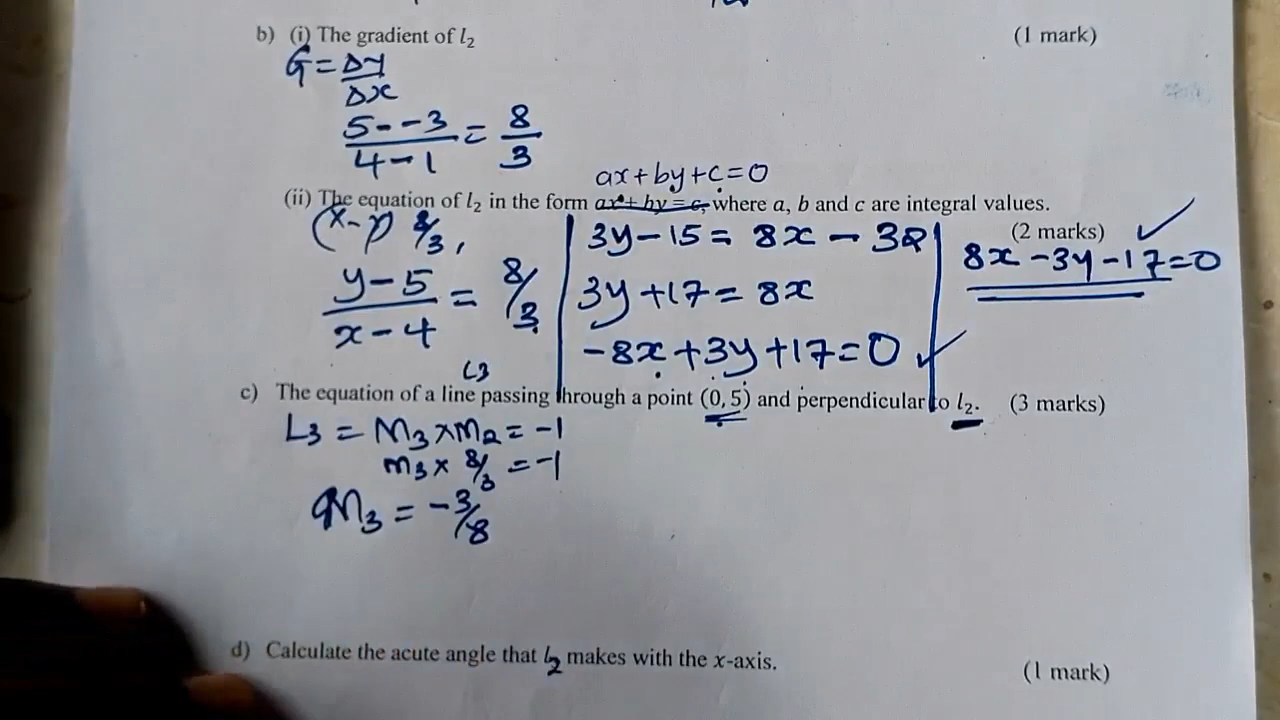 b) (i) The gradient of l₂ (1 mark)
G = Δy/Δx
5--3/4-1 = 8/3
ax+by+c=0
(ii) The equation of l₂ in the form ax + by = c, where a, b and c are integral values.
(2 marks)
8/3,
y-5/x-4 = 8/3
3y-15 = 8x-32
3y+17 = 8x
-8x+3y+17=0 ✓
✓
8x-3y-17=0
L3
c) The equation of a line passing through a point (0, 5) and perpendicular to l₂. (3 marks)
L3 = M3×M2 = -1
m3 × 8/3 = -1
M3 = -3/8
d) Calculate the acute angle that l₂ makes with the x-axis.
(1 mark)